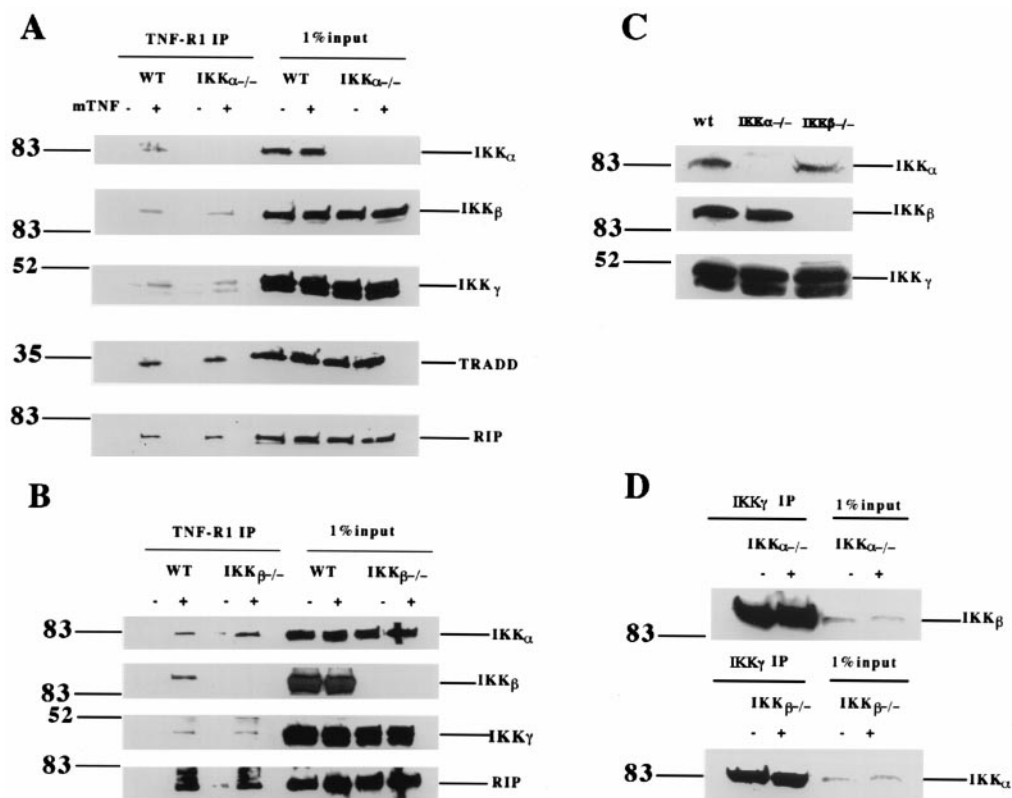 A
TNF-R1 IP 1% input
WT IKKα-/- WT IKKα-/-
mTNF - + - + - + - +
83 IKKα
83 IKKβ
52 IKKγ
35 TRADD
83 RIP
B
TNF-R1 IP 1% input
WT IKKβ-/- WT IKKβ-/-
- + - + - + - +
83 IKKα
83 IKKβ
52 IKKγ
83 RIP
C
wt IKKα-/- IKKβ-/-
83 IKKα
83 IKKβ
52 IKKγ
D
IKKγ IP 1% input
IKKα-/- IKKα-/-
- + - +
83 IKKβ
IKKγ IP 1% input
IKKβ-/- IKKβ-/-
- + - +
83 IKKα